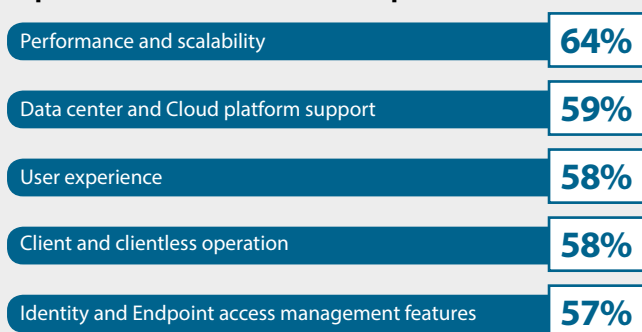 Performance and scalability 64%
Data center and Cloud platform support 59%
User experience 58%
Client and clientless operation 58%
Identity and Endpoint access management features 57%